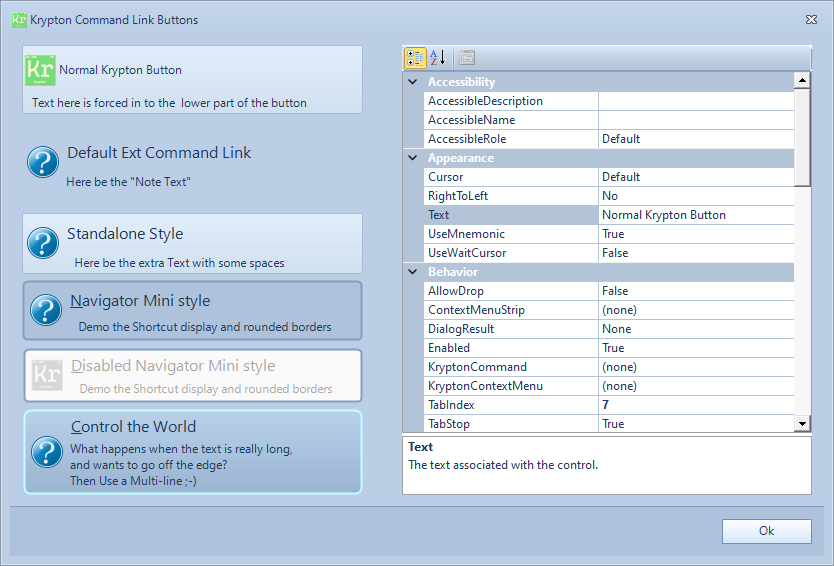 Kr Krypton Command Link Buttons
Kr Normal Krypton Button
Text here is forced in to the  lower part of the button
? Default Ext Command Link
Here be the "Note Text"
? Standalone Style
Here be the extra Text with some spaces
? Navigator Mini style
Demo the Shortcut display and rounded borders
Kr Disabled Navigator Mini style
Demo the Shortcut display and rounded borders
Control the World
? What happens when the text is really long,
and wants to go off the edge?
Then Use a Multi-line ;-)
A Z
Accessibility
AccessibleDescription
AccessibleName
AccessibleRole Default
Appearance
Cursor Default
RightToLeft No
Text Normal Krypton Button
UseMnemonic True
UseWaitCursor False
Behavior
AllowDrop False
ContextMenuStrip (none)
DialogResult None
Enabled True
KryptonCommand (none)
KryptonContextMenu (none)
TabIndex 7
TabStop True
Text
The text associated with the control.
Ok